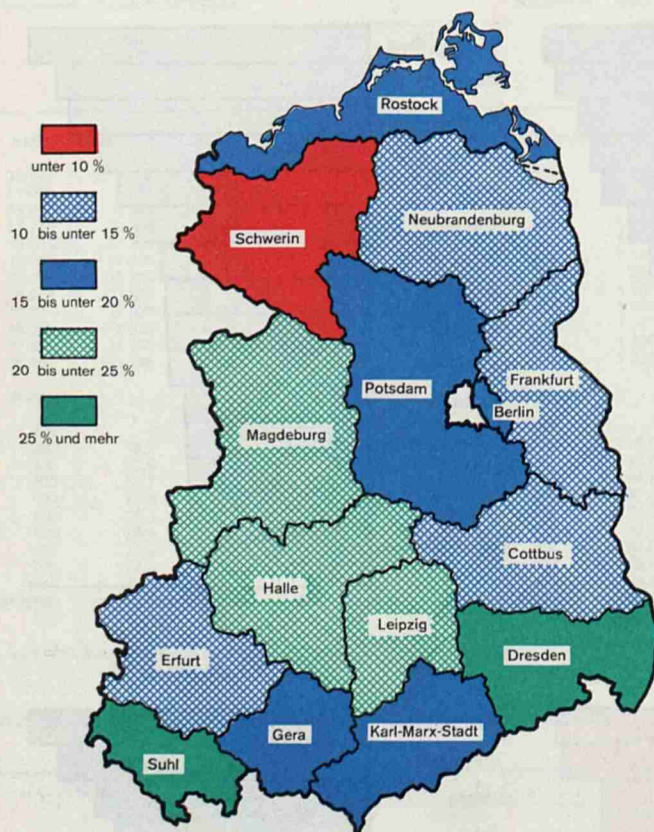 unter 10 %
10 bis unter 15 %
15 bis unter 20 %
20 bis unter 25 %
25 % und mehr
Rostock
Neubrandenburg
Schwerin
Potsdam
Frankfurt
Berlin
Magdeburg
Cottbus
Halle
Leipzig
Dresden
Erfurt
Gera
Karl-Marx-Stadt
Suhl